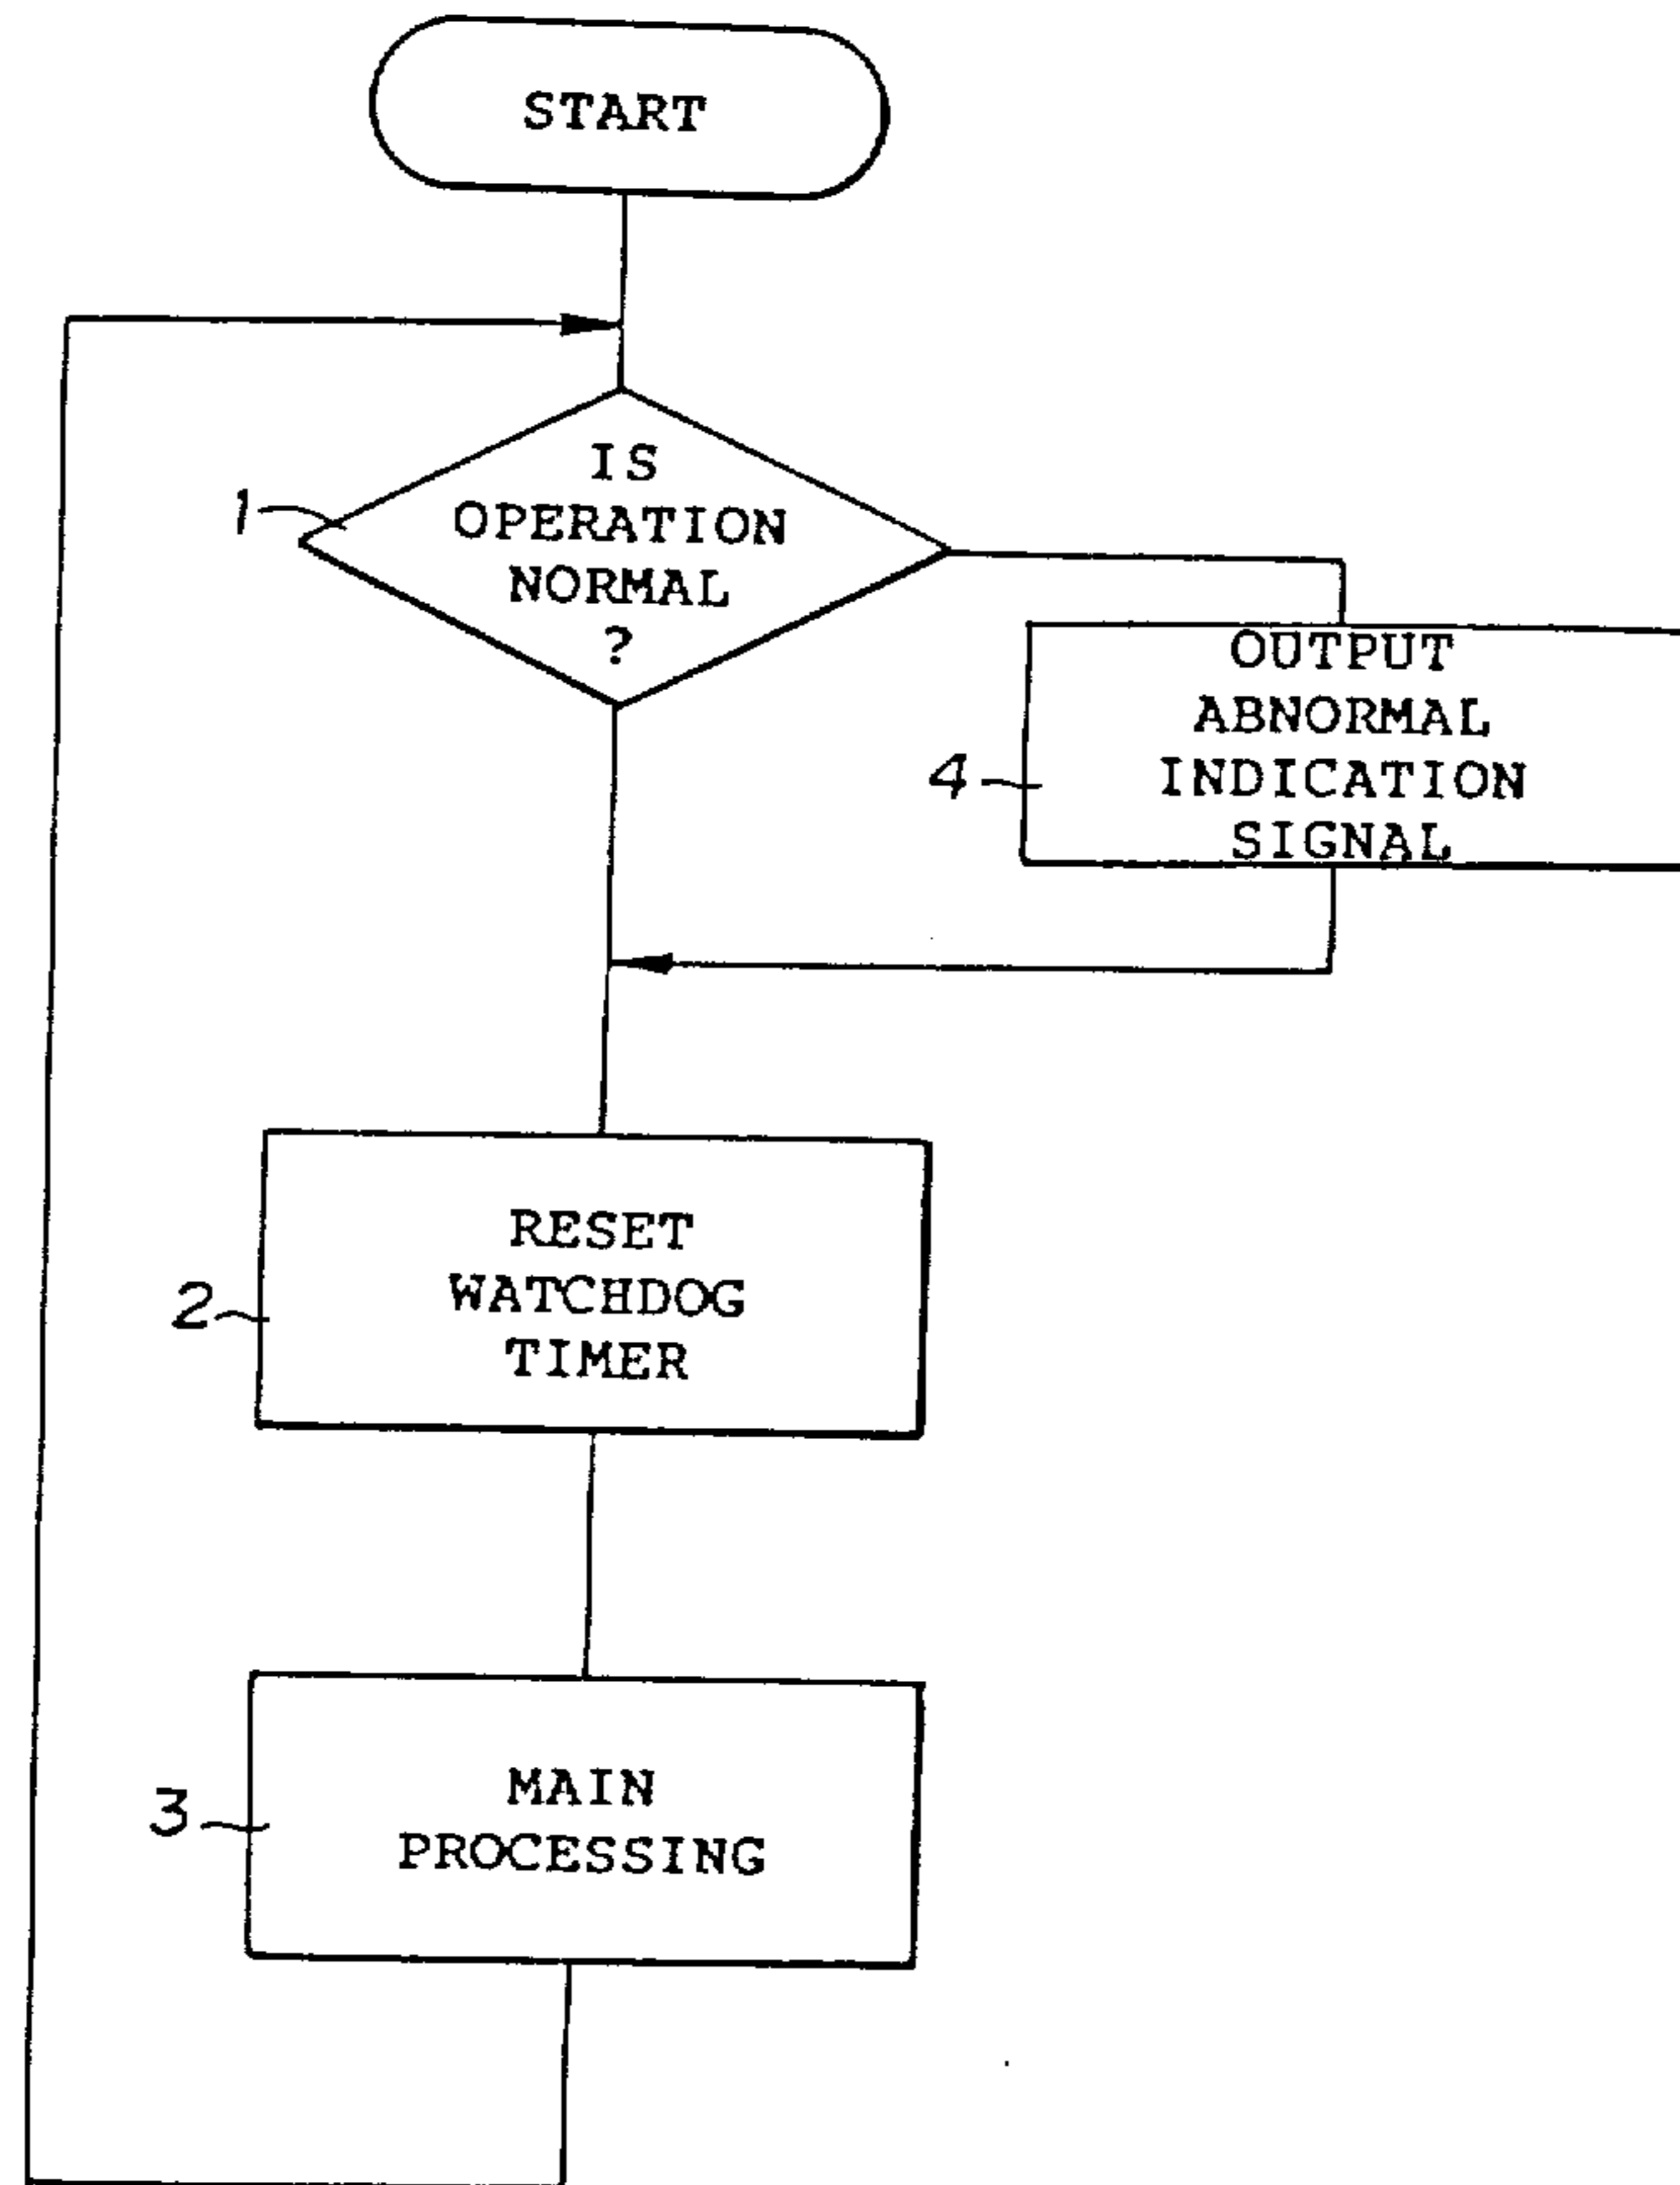 START
1
IS
OPERATION
NORMAL
?
4
OUTPUT
ABNORMAL
INDICATION
SIGNAL
2
RESET
WATCHDOG
TIMER
3
MAIN
PROCESSING